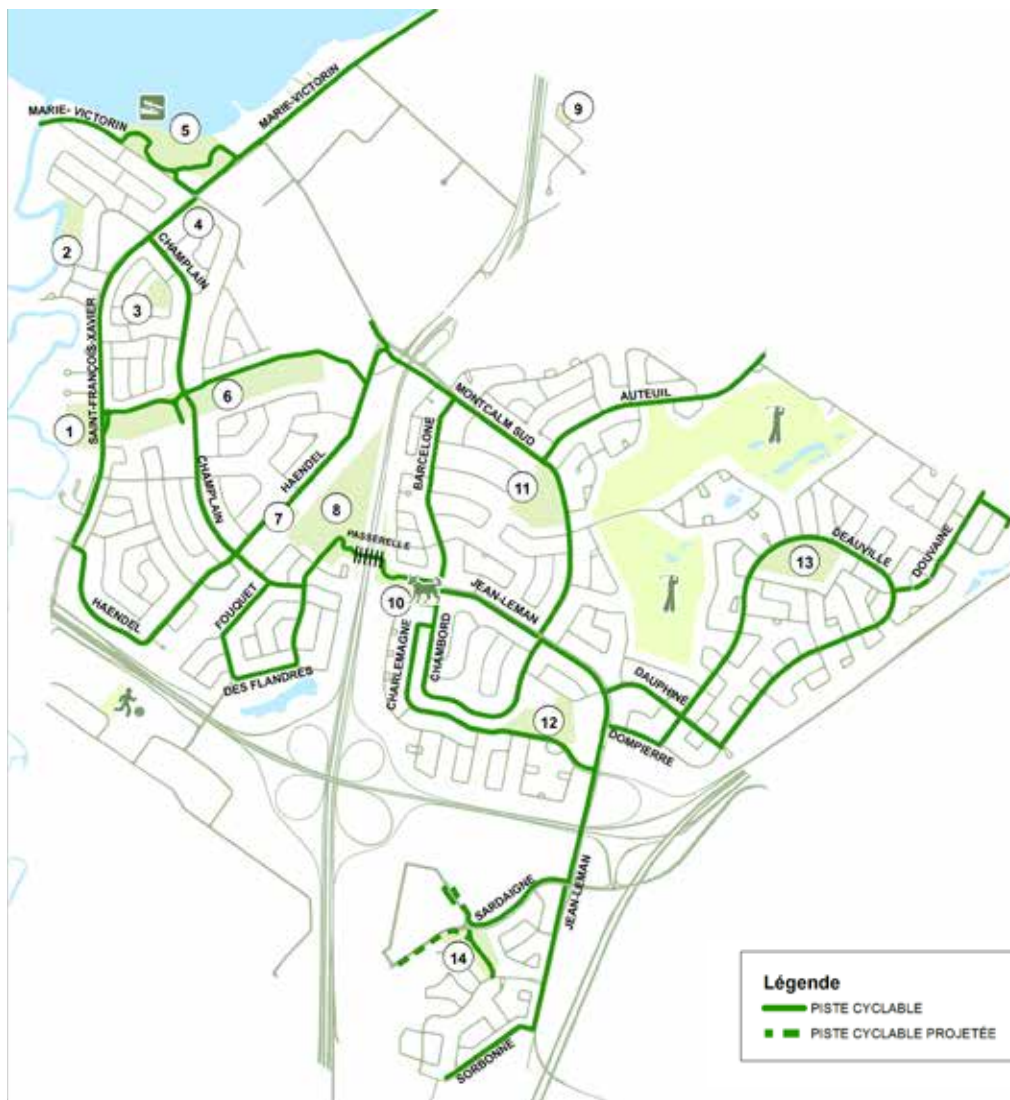 MARIE- VICTORIN
5
MARIE-VICTORIN
9
4
2
CHAMPLAIN
3
SAINT-FRANÇOIS-XAVIER
6
1
MONTCALM SUD
AUTEUIL
BARCELONE
HAENDEL
CHAMPLAIN
11
7
8
PASSERELLE
DEAUVILLE
DOUVAINE
13
10
JEAN-LEMAN
FOUQUET
HAENDEL
CHARLEMAGNE
CHAMBORD
DES FLANDRES
DAUPHINÉ
12
DOMPIERRE
SARDAIGNE
JEAN-LEMAN
14
SORBONNE
Légende
PISTE CYCLABLE
PISTE CYCLABLE PROJETÉE